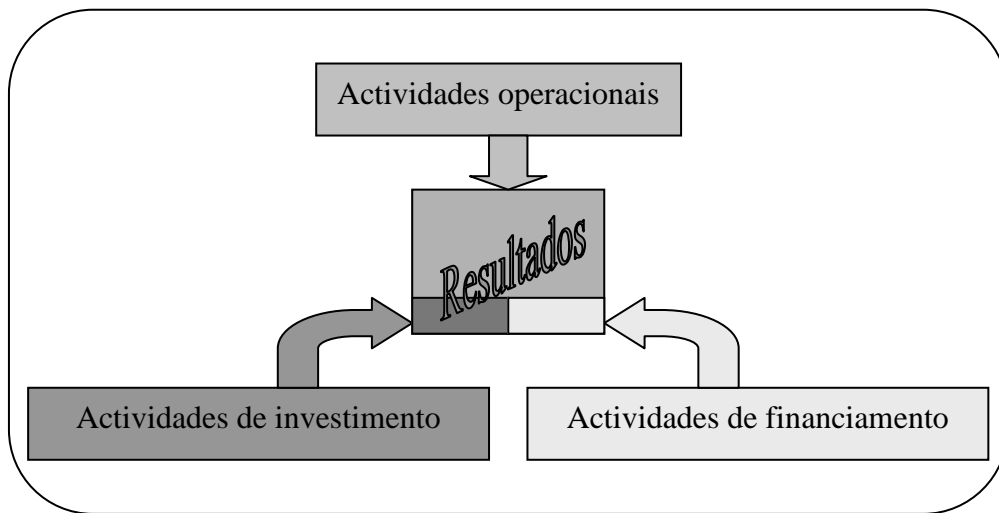 Actividades operacionais
Resultados
Actividades de investimento
Actividades de financiamento